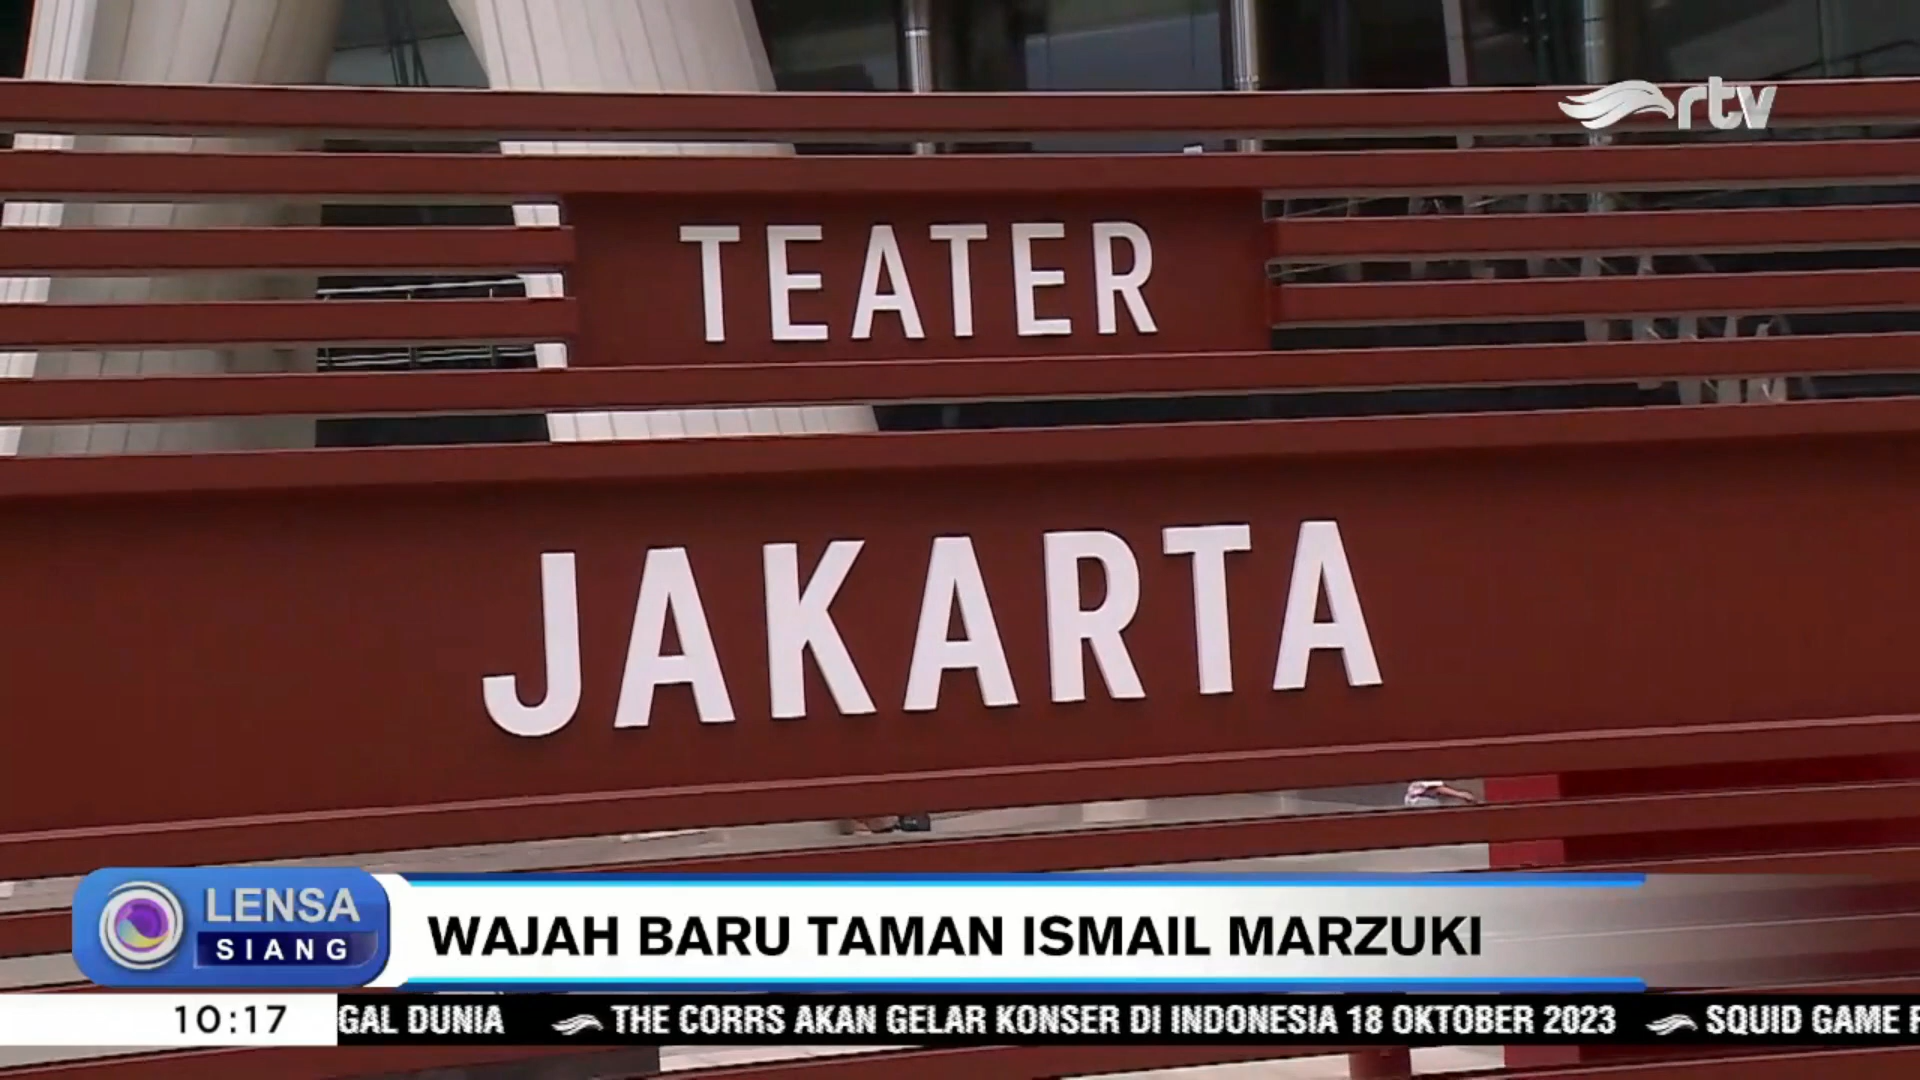 rtv
TEATER
JAKARTA
LENSA
SIANG
WAJAH BARU TAMAN ISMAIL MARZUKI
10:17
GAL DUNIA THE CORRS AKAN GELAR KONSER DI INDONESIA 18 OKTOBER 2023 SQUID GAME